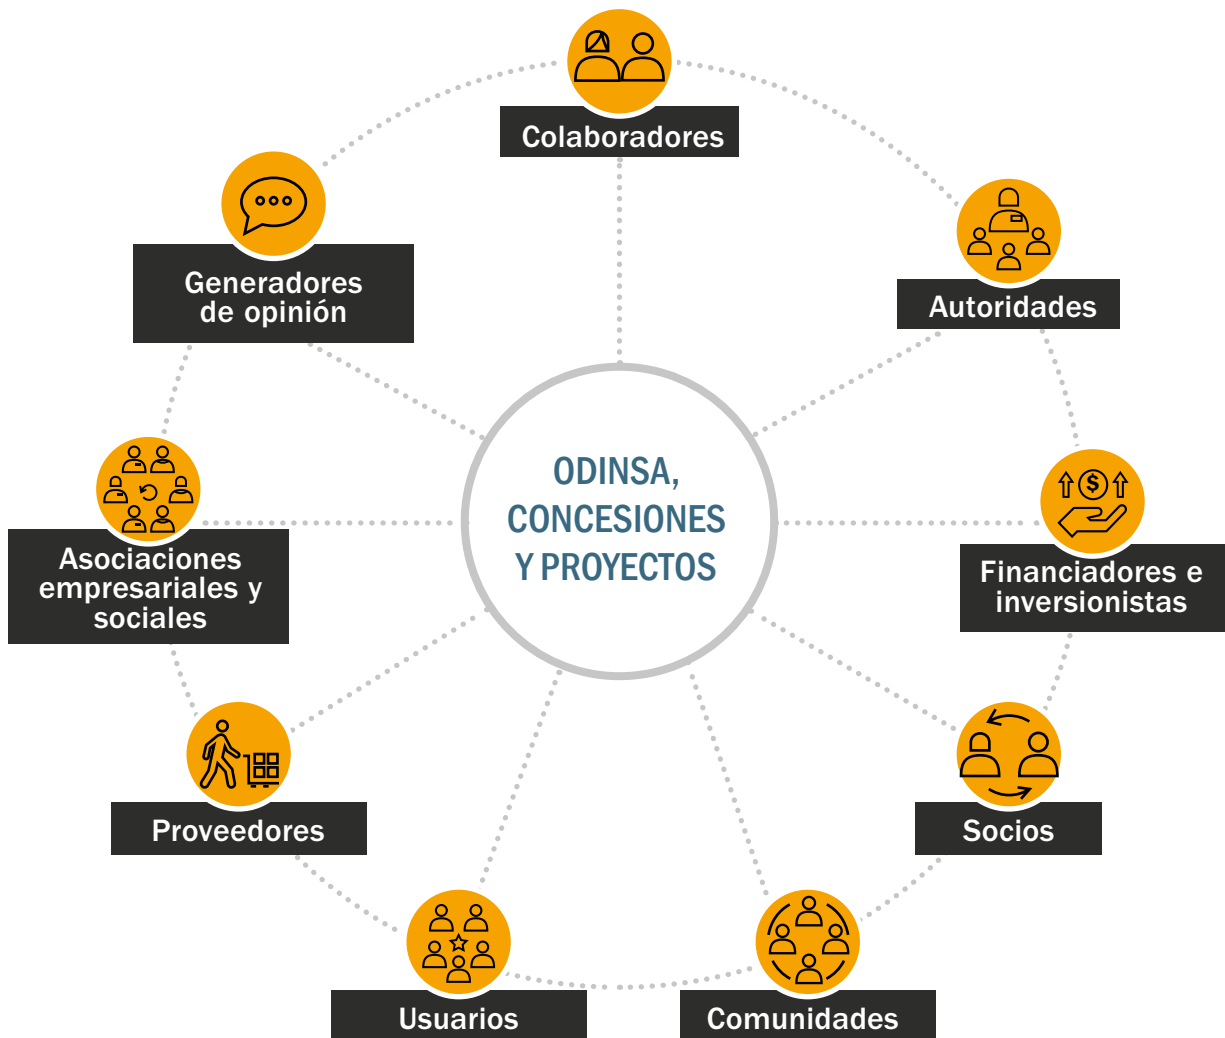 Colaboradores
Autoridades
Financiadores e
inversionistas
Socios
Comunidades
Usuarios
Proveedores
Asociaciones
empresariales y
sociales
Generadores
de opinión
ODINSA,
CONCESIONES
Y PROYECTOS
$